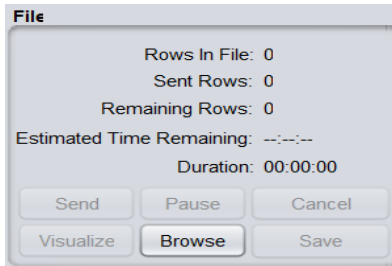 File
Rows In File: 0
Sent Rows: 0
Remaining Rows: 0
Estimated Time Remaining: --:--:--
Duration: 00:00:00
Send Pause Cancel
Visualize Browse Save